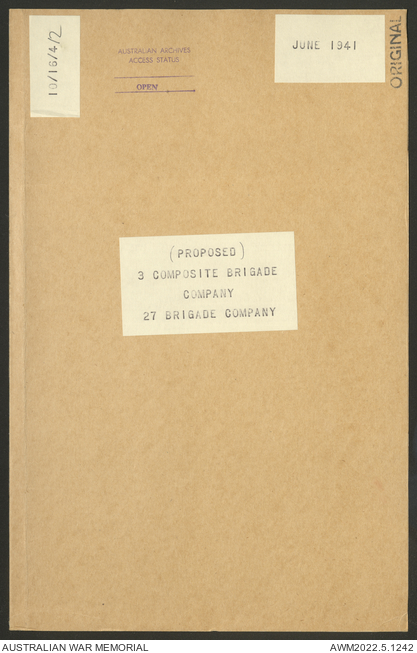 10/16/4/2
AUSTRALIAN ARCHIVES
ACCESS STATUS
OPEN
JUNE 1941
ORIGINAL
(PROPOSED)
3 COMPOSITE BRIGADE
COMPANY
27 BRIGADE COMPANY
AUSTRALIAN WAR MEMORIAL
AWM2022.5.1242